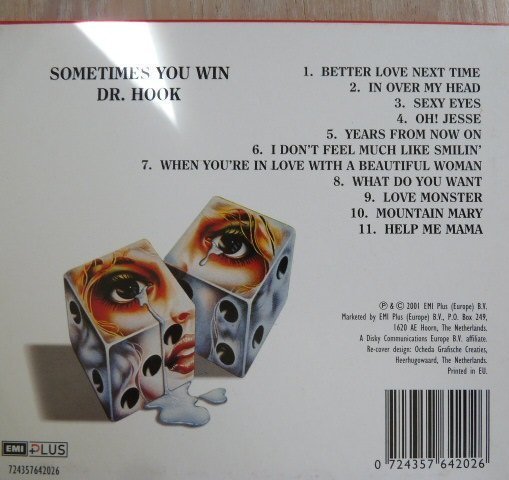 SOMETIMES YOU WIN
DR. HOOK
1. BETTER LOVE NEXT TIME
2. IN OVER MY HEAD
3. SEXY EYES
4. OH! JESSE
5. YEARS FROM NOW ON
6. I DON'T FEEL MUCH LIKE SMILIN'
7. WHEN YOU'RE IN LOVE WITH A BEAUTIFUL WOMAN
8. WHAT DO YOU WANT
9. LOVE MONSTER
10. MOUNTAIN MARY
11. HELP ME MAMA
℗ & © 2001 EMI Plus (Europe) B.V.
Marketed by EMI Plus (Europe) B.V., P.O. Box 249,
1620 AE Hoorn, The Netherlands.
A Disky Communications Europe B.V. affiliate.
Re-cover design: Ocheda Grafische Creaties,
Heerhugowaard, The Netherlands.
Printed in EU.
EMI PLUS
724357642026
0 724357 642026